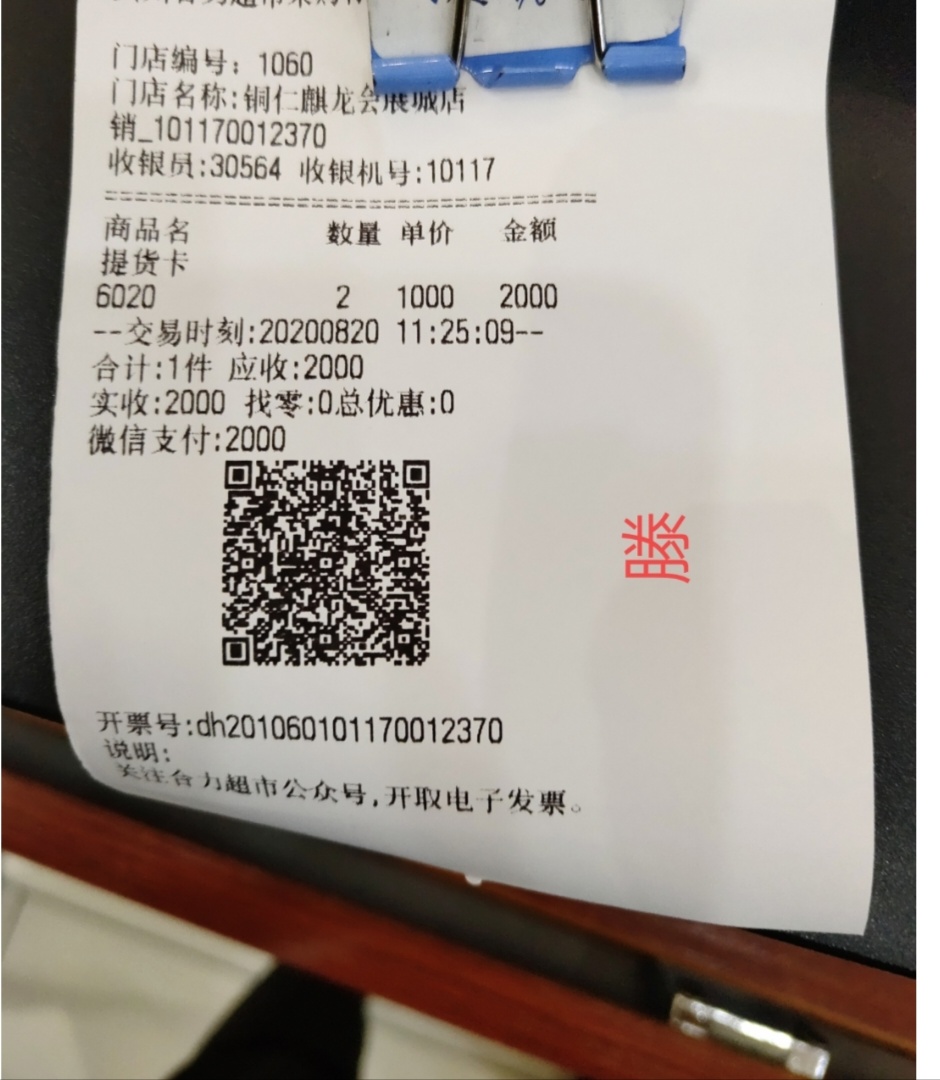 门店编号: 1060
门店名称:铜仁麒龙会展城店
销_101170012370
收银员:30564 收银机号:10117
商品名 数量 单价 金额
提货卡
6020 2 1000 2000
--交易时刻:20200820 11:25:09--
合计:1件 应收:2000
实收:2000 找零:0总优惠:0
微信支付:2000
滕
开票号:dh201060101170012370
说明:
关注合力超市公众号,开取电子发票。